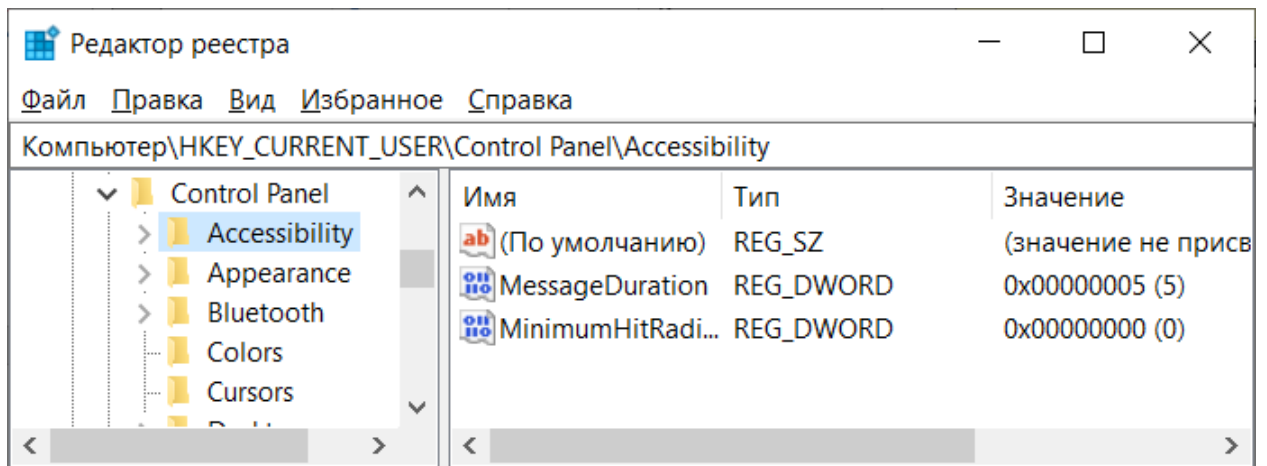 Редактор реестра
Файл Правка Вид Избранное Справка
Компьютер\HKEY_CURRENT_USER\Control Panel\Accessibility
Control Panel
Accessibility
Appearance
Bluetooth
Colors
Cursors
Имя Тип Значение
(По умолчанию) REG_SZ (значение не присв
MessageDuration REG_DWORD 0x00000005 (5)
MinimumHitRadi... REG_DWORD 0x00000000 (0)